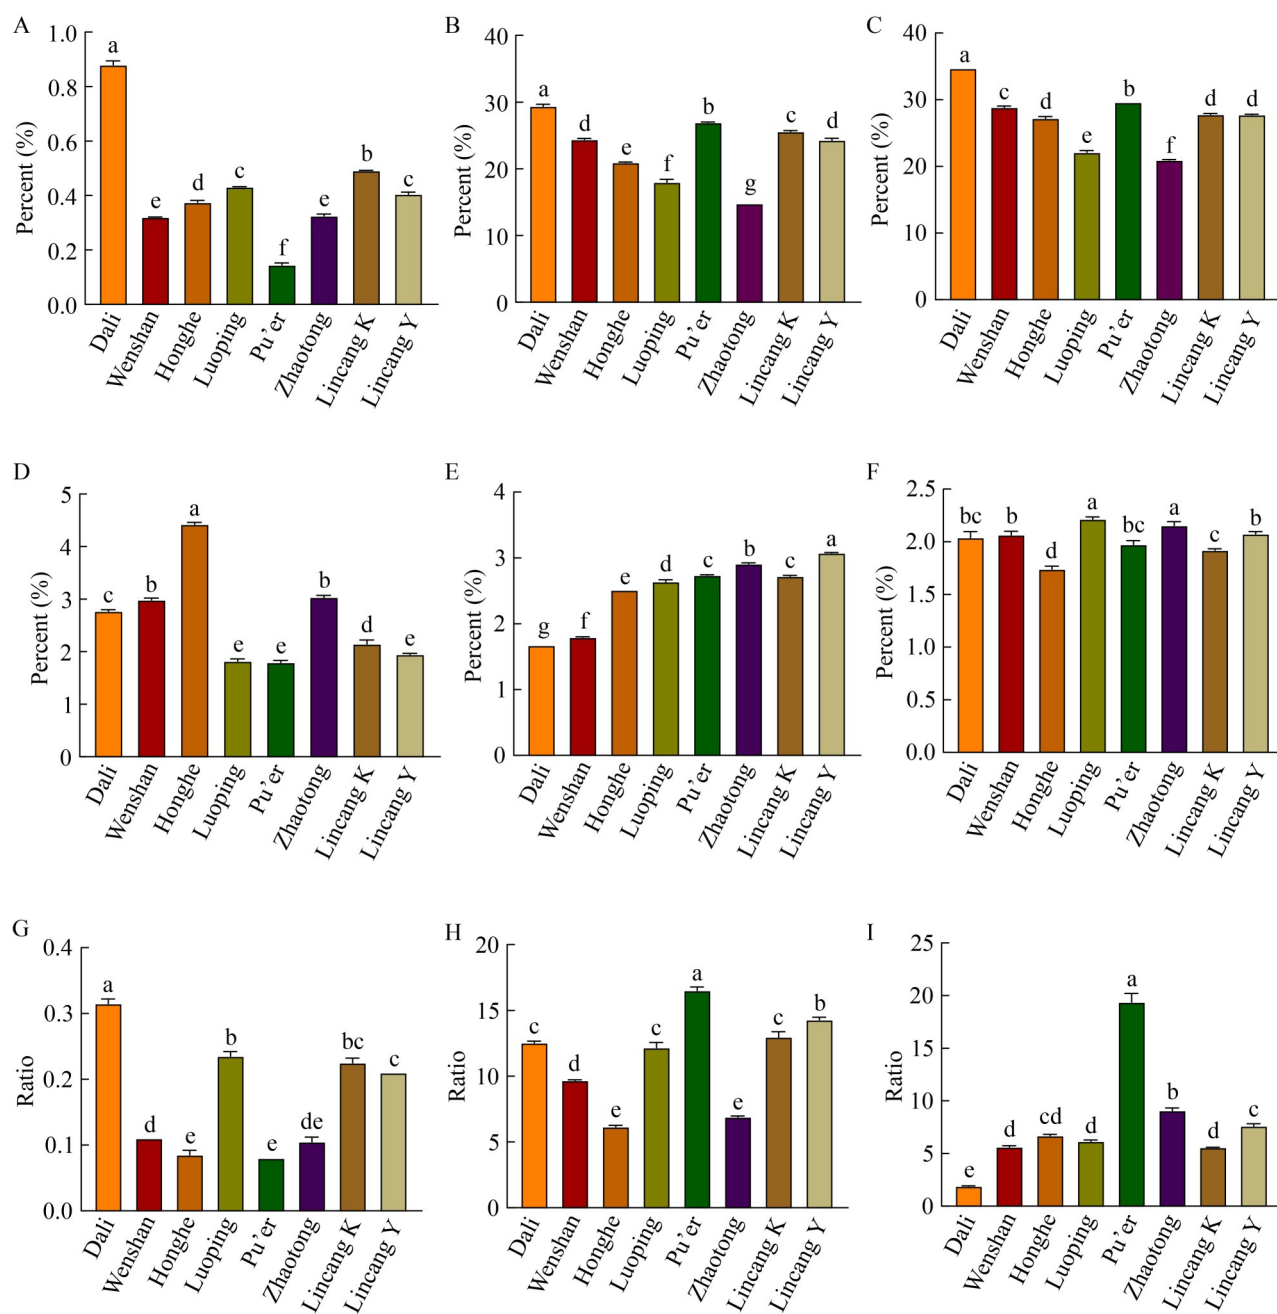 A
Percent (%)
1.0
0.8
0.6
0.4
0.2
0.0
a
e
d
c
f
e
b
c
Dali
Wenshan
Honghe
Luoping
Pu’er
Zhaotong
Lincang K
Lincang Y
B
Percent (%)
40
30
20
10
0
a
d
e
f
b
g
c
d
Dali
Wenshan
Honghe
Luoping
Pu’er
Zhaotong
Lincang K
Lincang Y
C
Percent (%)
40
30
20
10
0
a
c
d
e
b
f
d
d
Dali
Wenshan
Honghe
Luoping
Pu’er
Zhaotong
Lincang K
Lincang Y
D
Percent (%)
5
4
3
2
1
0
c
b
a
e
e
b
d
e
Dali
Wenshan
Honghe
Luoping
Pu’er
Zhaotong
Lincang K
Lincang Y
E
Percent (%)
4
3
2
1
0
g
f
e
d
c
b
c
a
Dali
Wenshan
Honghe
Luoping
Pu’er
Zhaotong
Lincang K
Lincang Y
F
Percent (%)
2.5
2.0
1.5
1.0
0.5
0.0
bc
b
d
a
bc
a
c
b
Dali
Wenshan
Honghe
Luoping
Pu’er
Zhaotong
Lincang K
Lincang Y
G
Ratio
0.4
0.3
0.2
0.1
0.0
a
d
e
b
e
de
bc
c
Dali
Wenshan
Honghe
Luoping
Pu’er
Zhaotong
Lincang K
Lincang Y
H
Ratio
20
15
10
5
0
c
d
e
c
a
e
c
b
Dali
Wenshan
Honghe
Luoping
Pu’er
Zhaotong
Lincang K
Lincang Y
I
Ratio
25
20
15
10
5
0
e
d
cd
d
a
b
d
c
Dali
Wenshan
Honghe
Luoping
Pu’er
Zhaotong
Lincang K
Lincang Y